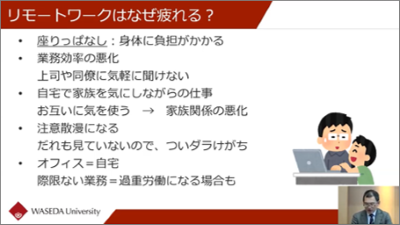 リモートワークはなぜ疲れる？
• 座りっぱなし：身体に負担がかかる
• 業務効率の悪化
上司や同僚に気軽に聞けない
• 自宅で家族を気にしながらの仕事
お互いに気を使う　→　家族関係の悪化
• 注意散漫になる
だれも見ていないので、ついダラけがち
• オフィス＝自宅
際限ない業務＝過重労働になる場合も
WASEDA University